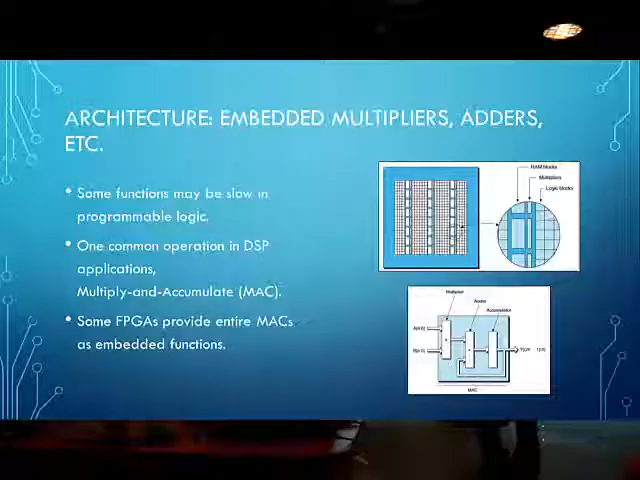 ARCHITECTURE: EMBEDDED MULTIPLIERS, ADDERS,
ETC.
• Some functions may be slow in
programmable logic.
• One common operation in DSP
applications,
Multiply-and-Accumulate (MAC).
• Some FPGAs provide entire MACs
as embedded functions.
RAM blocks
Multipliers
Logic blocks
Multiplier
Adder
Accumulator
MAC